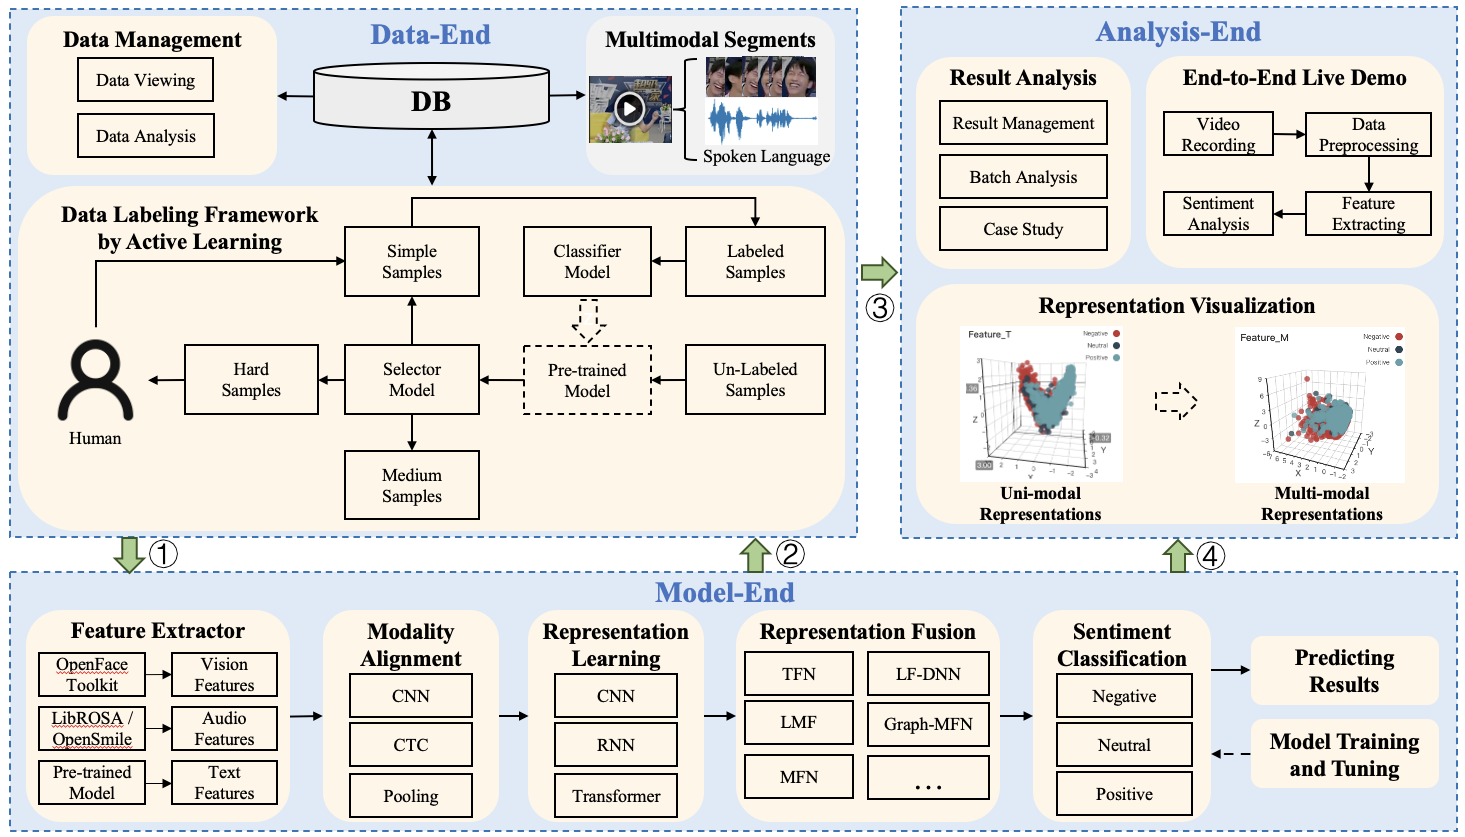 Data-End
Data Management
Data Viewing
Data Analysis
DB
Multimodal Segments
Spoken Language
Data Labeling Framework
by Active Learning
Simple
Samples
Classifier
Model
Labeled
Samples
Human
Hard
Samples
Selector
Model
Pre-trained
Model
Un-Labeled
Samples
Medium
Samples
①
②
③
④
Analysis-End
Result Analysis
Result Management
Batch Analysis
Case Study
End-to-End Live Demo
Video
Recording
Data
Preprocessing
Sentiment
Analysis
Feature
Extracting
Representation Visualization
Feature_T
Negative
Neutral
Positive
Uni-modal
Representations
Feature_M
Negative
Neutral
Positive
Multi-modal
Representations
Model-End
Feature Extractor
OpenFace
Toolkit
Vision
Features
LibROSA /
OpenSmile
Audio
Features
Pre-trained
Model
Text
Features
Modality
Alignment
CNN
CTC
Pooling
Representation
Learning
CNN
RNN
Transformer
Representation Fusion
TFN
LF-DNN
LMF
Graph-MFN
MFN
...
Sentiment
Classification
Negative
Neutral
Positive
Predicting
Results
Model Training
and Tuning